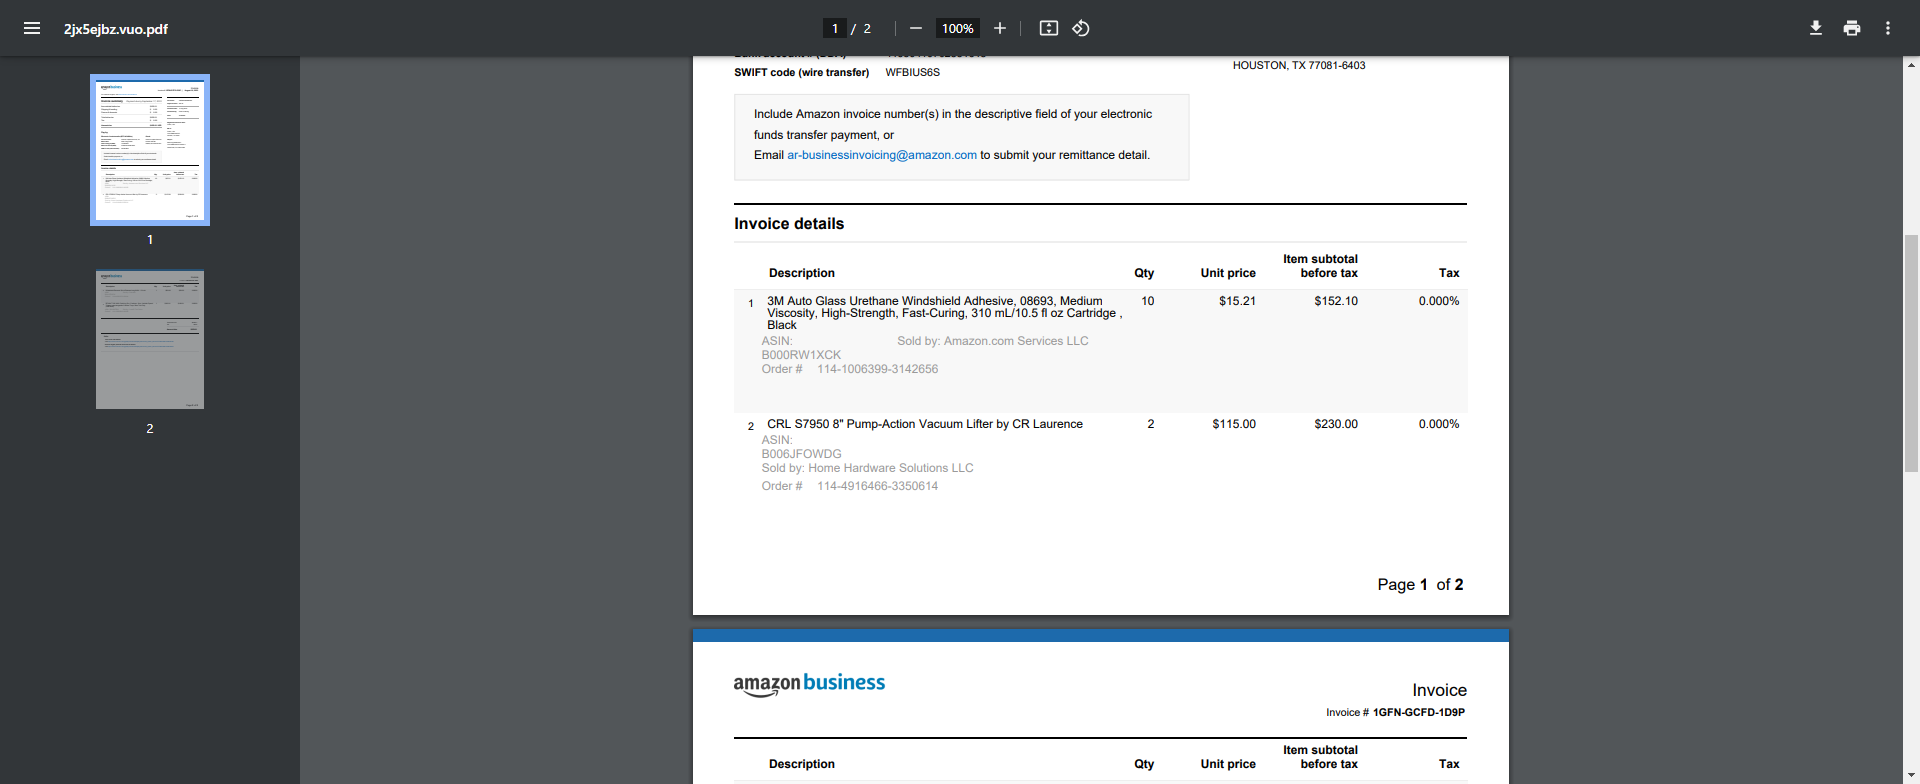 2jx5ejbz.vuo.pdf
1 / 2
100%
SWIFT code (wire transfer) WFBIUS6S
HOUSTON, TX 77081-6403
Include Amazon invoice number(s) in the descriptive field of your electronic
funds transfer payment, or
Email ar-businessinvoicing@amazon.com to submit your remittance detail.
Invoice details
Description Qty Unit price Item subtotal before tax Tax
1 3M Auto Glass Urethane Windshield Adhesive, 08693, Medium 10 $15.21 $152.10 0.000%
Viscosity, High-Strength, Fast-Curing, 310 mL/10.5 fl oz Cartridge ,
Black
ASIN: Sold by: Amazon.com Services LLC
B000RW1XCK
Order # 114-1006399-3142656
2 CRL S7950 8" Pump-Action Vacuum Lifter by CR Laurence 2 $115.00 $230.00 0.000%
ASIN:
B006JFOWDG
Sold by: Home Hardware Solutions LLC
Order # 114-4916466-3350614
Page 1 of 2
amazon business
Invoice
Invoice # 1GFN-GCFD-1D9P
Description Qty Unit price Item subtotal before tax Tax
1
2